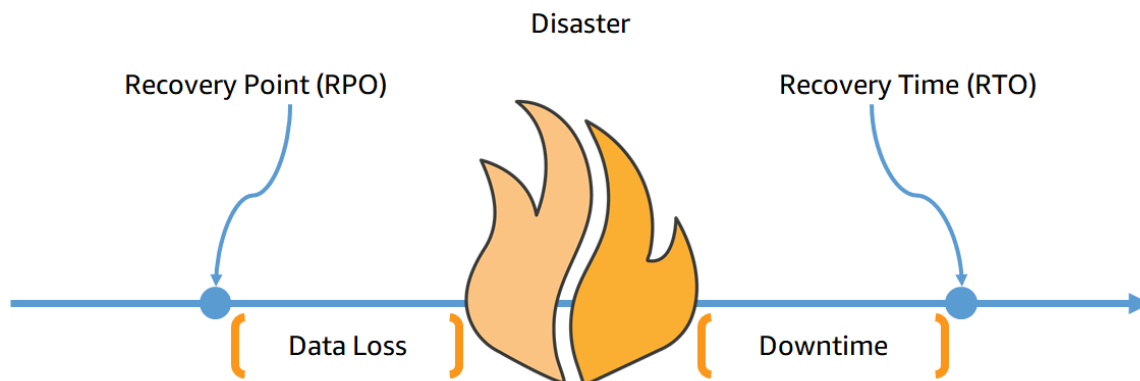 Disaster
Recovery Point (RPO)
Recovery Time (RTO)
Data Loss
Downtime